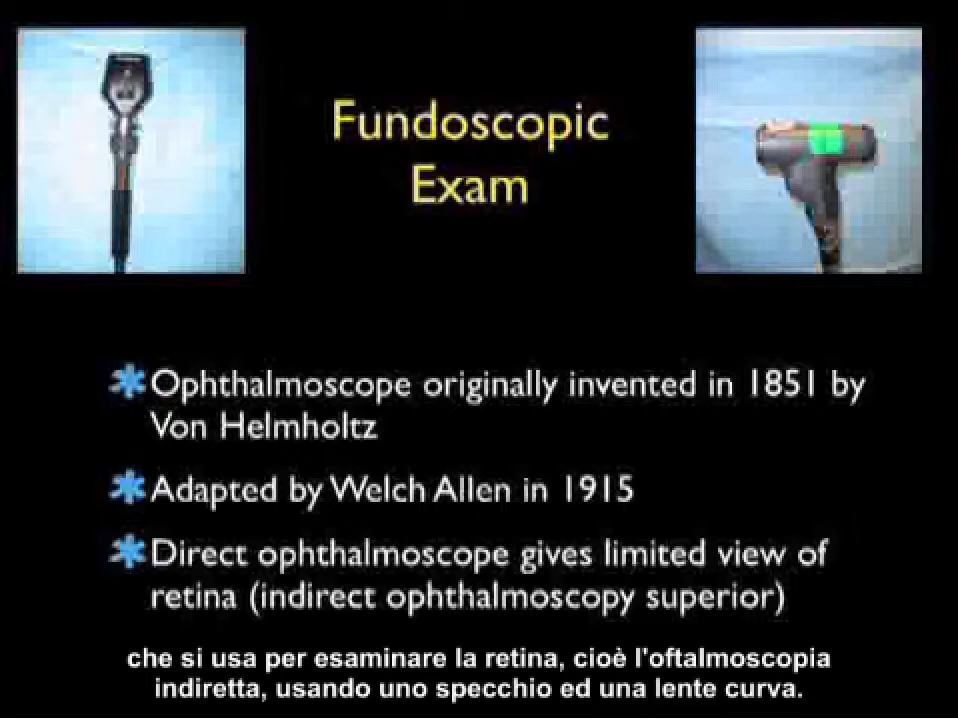 Fundoscopic
Exam
Ophthalmoscope originally invented in 1851 by
Von Helmholtz
Adapted by Welch Allen in 1915
Direct ophthalmoscope gives limited view of
retina (indirect ophthalmoscopy superior)
che si usa per esaminare la retina, cioè l'oftalmoscopia
indiretta, usando uno specchio ed una lente curva.